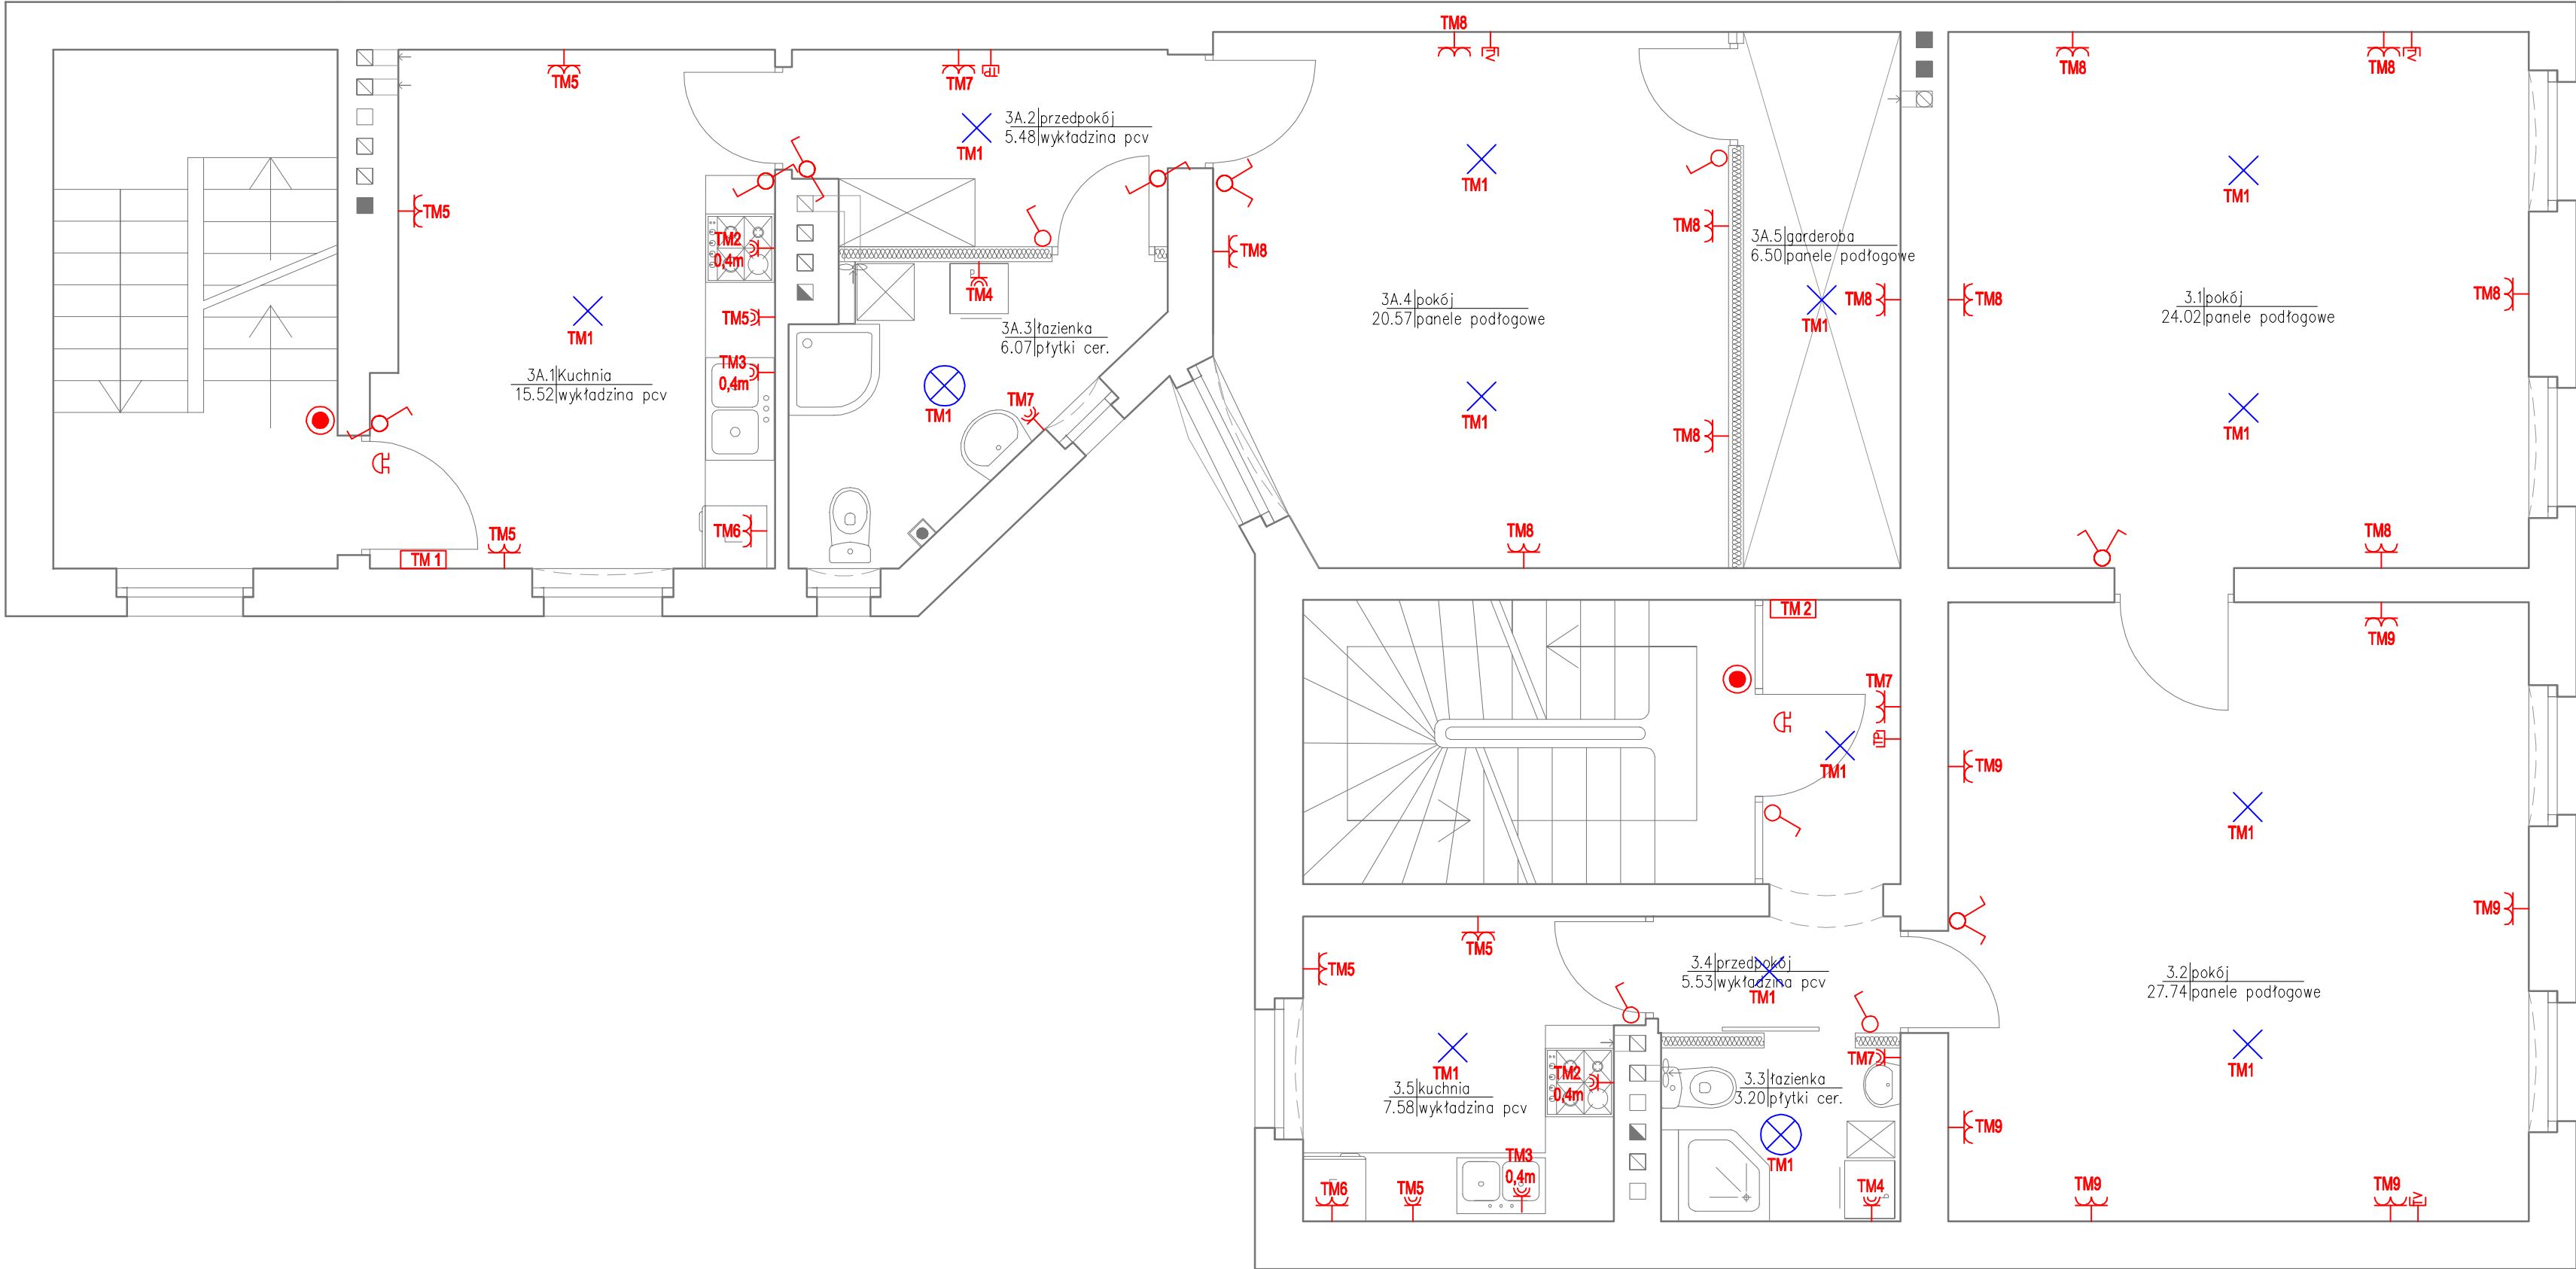 TM8
TM5
TM7
TP
TV
TM8
TM8
TV
3A.2 przedpokój
5.48 wykładzina pcv
TM1
TM1
TM1
TM5
TM2
0,4m
TM8
TM8
3A.5 garderoba
6.50 panele podłogowe
TM4
TM5
TM1
3A.3 łazienka
6.07 płytki cer.
3A.4 pokój
20.57 panele podłogowe
TM8
TM1
TM8
3.1 pokój
24.02 panele podłogowe
TM8
TM3
0,4m
3A.1 Kuchnia
15.52 wykładzina pcv
TM7
TM1
TM1
TM8
TM1
TM6
TM5
TM 1
TM8
TM8
TM 2
TM9
TM7
TP
TM1
TM9
TM1
TM9
TM5
TM5
3.4 przedpokój
5.53 wykładzina pcv
TM1
3.2 pokój
27.74 panele podłogowe
TM1
TM2
0,4m
3.5 kuchnia
7.58 wykładzina pcv
TM7
3.3 łazienka
3.20 płytki cer.
TM1
TM9
TM3
0,4m
TM1
TM6
TM5
TM4
TM9
TM9
TV